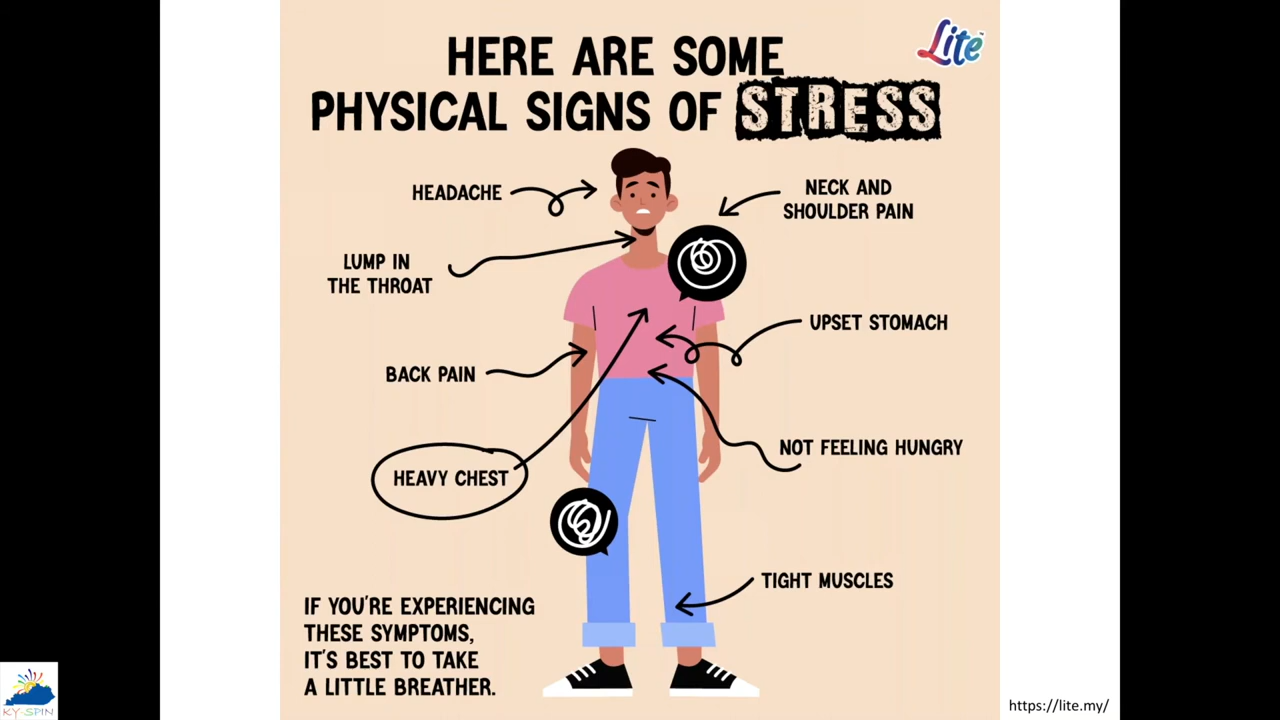 HERE ARE SOME
PHYSICAL SIGNS OF STRESS
Lite
HEADACHE
NECK AND
SHOULDER PAIN
LUMP IN
THE THROAT
UPSET STOMACH
BACK PAIN
NOT FEELING HUNGRY
HEAVY CHEST
TIGHT MUSCLES
IF YOU'RE EXPERIENCING
THESE SYMPTOMS,
IT'S BEST TO TAKE
A LITTLE BREATHER.
KY-SPIN
https://lite.my/